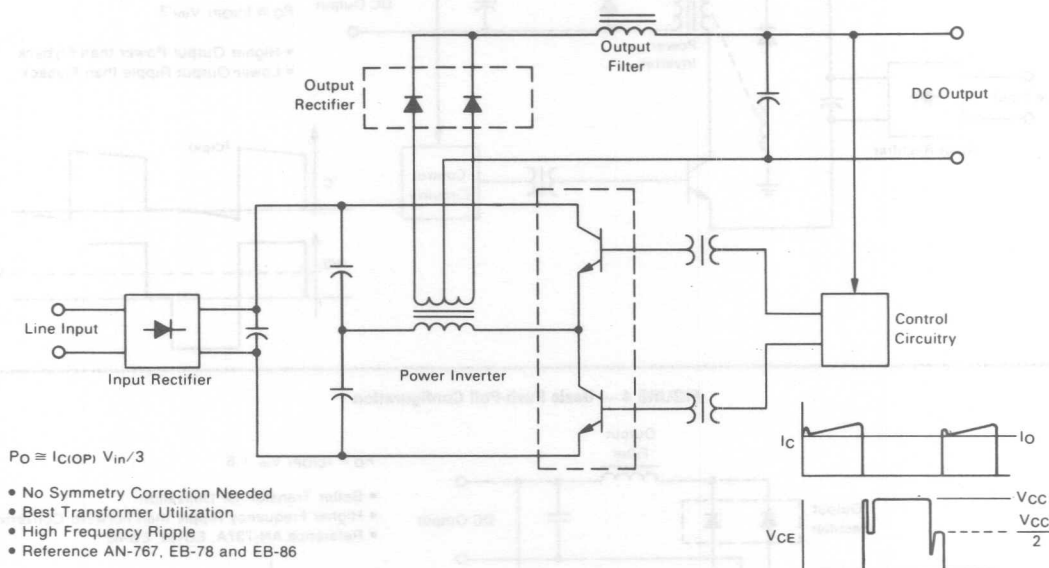 Output
Filter
Output
Rectifier
DC Output
Line Input
Input Rectifier
Power Inverter
Control
Circuitry
PO ≅ IC(OP) Vin/3
• No Symmetry Correction Needed
• Best Transformer Utilization
• High Frequency Ripple
• Reference AN-767, EB-78 and EB-86
IC
IO
VCE
VCC
VCC
2